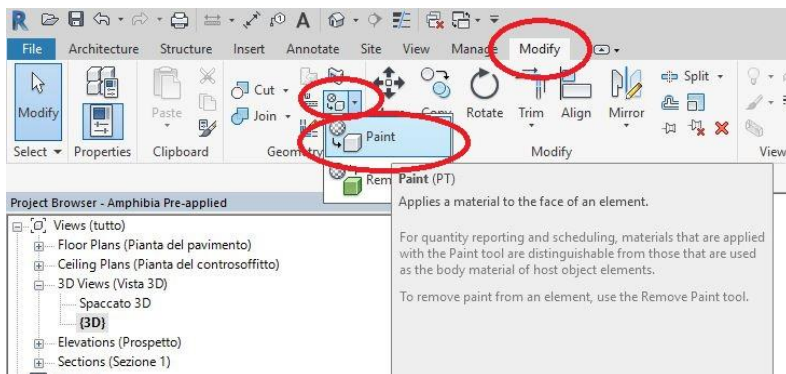 File Architecture Structure Insert Annotate Site View Manage Modify
Modify
Paste
Cut
Join
Copy
Rotate
Trim
Align
Mirror
Split
Select Properties Clipboard Geometry Modify View
Paint
Rem
Paint (PT)
Applies a material to the face of an element.
For quantity reporting and scheduling, materials that are applied
with the Paint tool are distinguishable from those that are used
as the body material of host object elements.
To remove paint from an element, use the Remove Paint tool.
Project Browser - Amphibia Pre-applied
Views (tutto)
Floor Plans (Pianta del pavimento)
Ceiling Plans (Pianta del controsoffitto)
3D Views (Vista 3D)
Spaccato 3D
{3D}
Elevations (Prospetto)
Sections (Sezione 1)